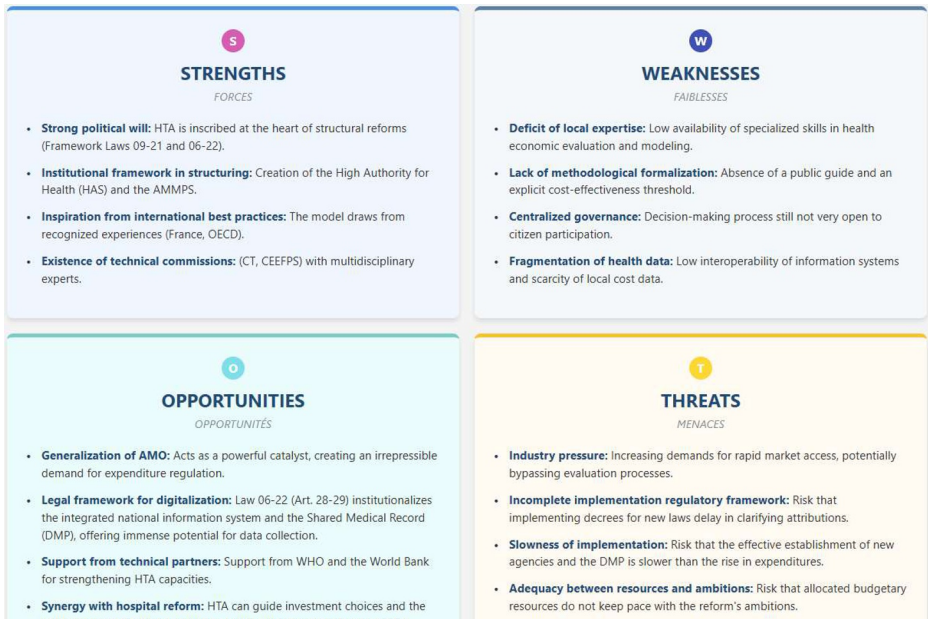 S
STRENGTHS
FORCES
• Strong political will: HTA is inscribed at the heart of structural reforms
(Framework Laws 09-21 and 06-22).
• Institutional framework in structuring: Creation of the High Authority for
Health (HAS) and the AMMPS.
• Inspiration from international best practices: The model draws from
recognized experiences (France, OECD).
• Existence of technical commissions: (CT, CEEFPS) with multidisciplinary
experts.
W
WEAKNESSES
FAIBLESSES
• Deficit of local expertise: Low availability of specialized skills in health
economic evaluation and modeling.
• Lack of methodological formalization: Absence of a public guide and an
explicit cost-effectiveness threshold.
• Centralized governance: Decision-making process still not very open to
citizen participation.
• Fragmentation of health data: Low interoperability of information systems
and scarcity of local cost data.
O
OPPORTUNITIES
OPPORTUNITÉS
• Generalization of AMO: Acts as a powerful catalyst, creating an irrepressible
demand for expenditure regulation.
• Legal framework for digitalization: Law 06-22 (Art. 28-29) institutionalizes
the integrated national information system and the Shared Medical Record
(DMP), offering immense potential for data collection.
• Support from technical partners: Support from WHO and the World Bank
for strengthening HTA capacities.
• Synergy with hospital reform: HTA can guide investment choices and the
T
THREATS
MENACES
• Industry pressure: Increasing demands for rapid market access, potentially
bypassing evaluation processes.
• Incomplete implementation regulatory framework: Risk that
implementing decrees for new laws delay in clarifying attributions.
• Slowness of implementation: Risk that the effective establishment of new
agencies and the DMP is slower than the rise in expenditures.
• Adequacy between resources and ambitions: Risk that allocated budgetary
resources do not keep pace with the reform's ambitions.